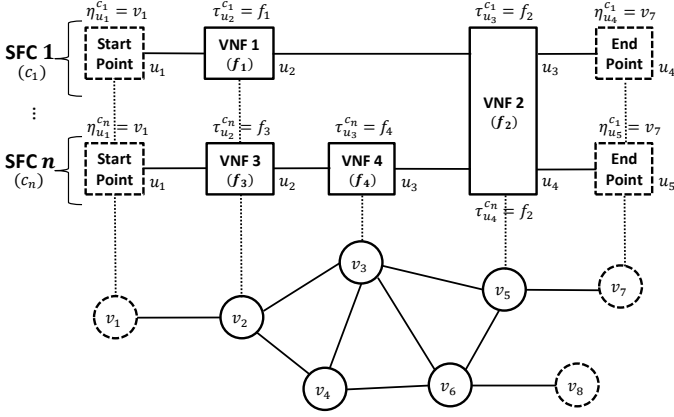 η_{u_1}^{c_1} = v_1 τ_{u_2}^{c_1} = f_1 τ_{u_3}^{c_1} = f_2 η_{u_4}^{c_1} = v_7
SFC 1
(c_1)
Start
Point
u_1
VNF 1
(f_1)
u_2
u_3
End
Point
u_4
...
VNF 2
(f_2)
η_{u_1}^{c_n} = v_1 τ_{u_2}^{c_n} = f_3 τ_{u_3}^{c_n} = f_4 η_{u_5}^{c_1} = v_7
SFC n
(c_n)
Start
Point
u_1
VNF 3
(f_3)
u_2
VNF 4
(f_4)
u_3
u_4
End
Point
u_5
τ_{u_4}^{c_n} = f_2
v_3
v_1
v_2
v_5
v_7
v_4
v_6
v_8